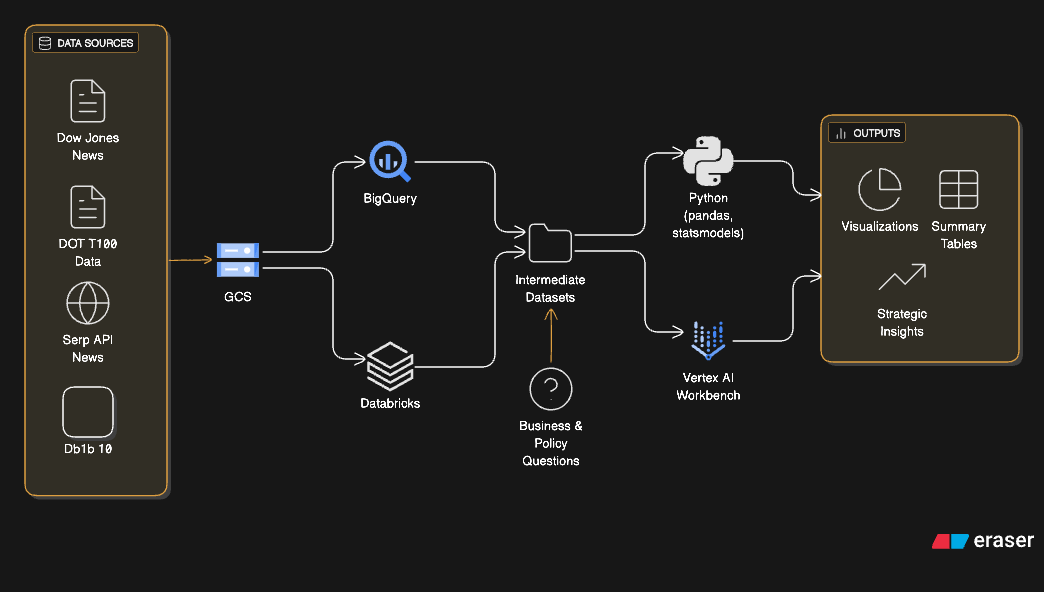 DATA SOURCES
Dow Jones
News
DOT T100
Data
Serp API
News
Db1b 10
GCS
BigQuery
Databricks
Intermediate
Datasets
Business &
Policy
Questions
Python
(pandas,
statsmodels)
Vertex AI
Workbench
OUTPUTS
Visualizations
Summary
Tables
Strategic
Insights
eraser